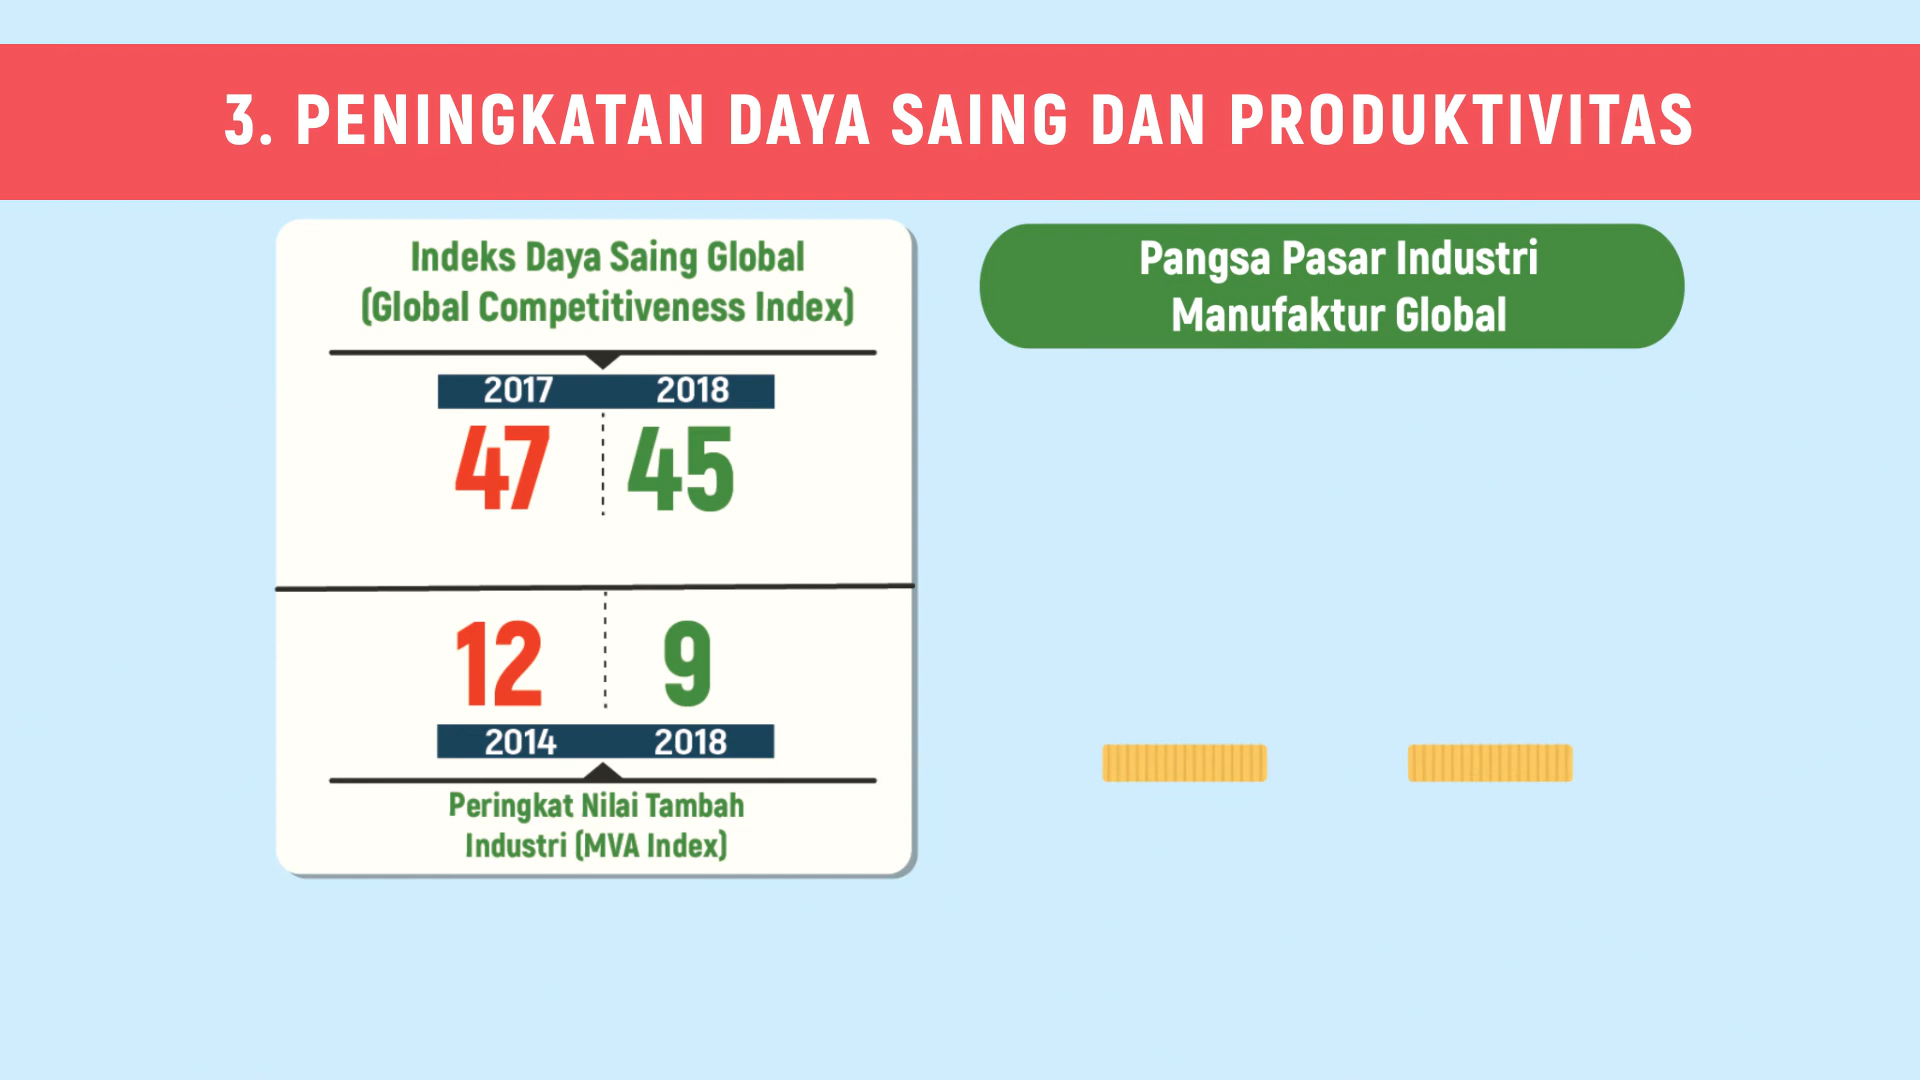 3. PENINGKATAN DAYA SAING DAN PRODUKTIVITAS
Indeks Daya Saing Global
(Global Competitiveness Index)
2017 2018
47 45
12 9
2014 2018
Peringkat Nilai Tambah
Industri (MVA Index)
Pangsa Pasar Industri
Manufaktur Global